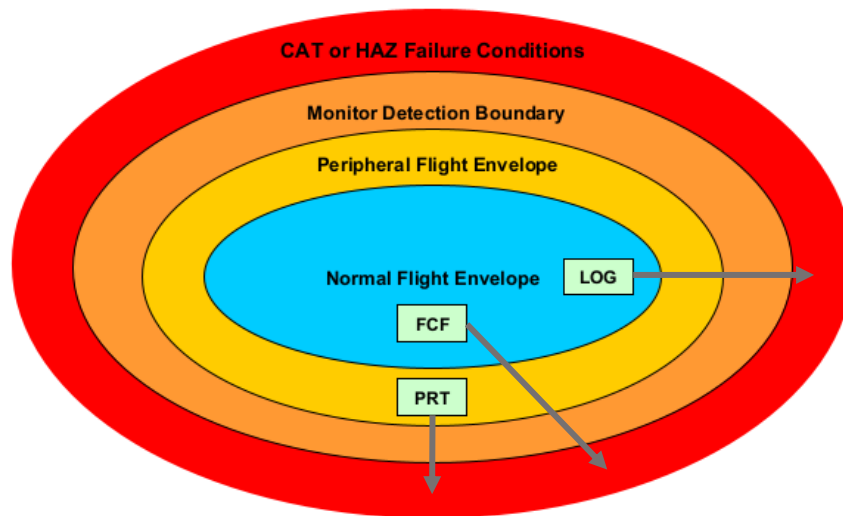 CAT or HAZ Failure Conditions
Monitor Detection Boundary
Peripheral Flight Envelope
Normal Flight Envelope
LOG
FCF
PRT